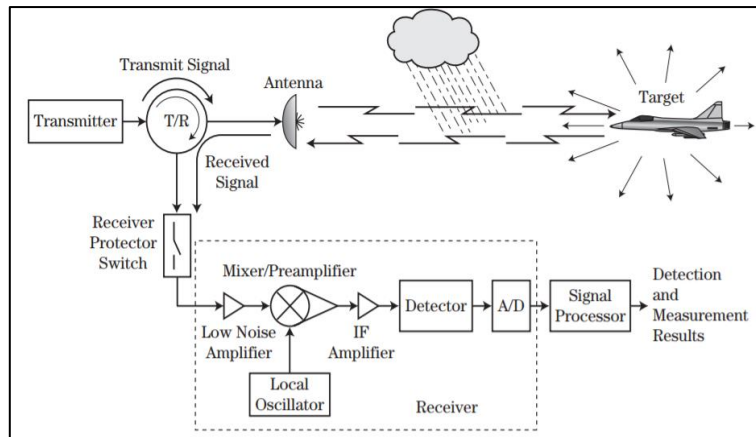 Transmit Signal
Antenna
Target
Transmitter
T/R
Received
Signal
Receiver
Protector
Switch
Mixer/Preamplifier
Low Noise
Amplifier
IF
Amplifier
Detector
A/D
Signal
Processor
Detection
and
Measurement
Results
Local
Oscillator
Receiver